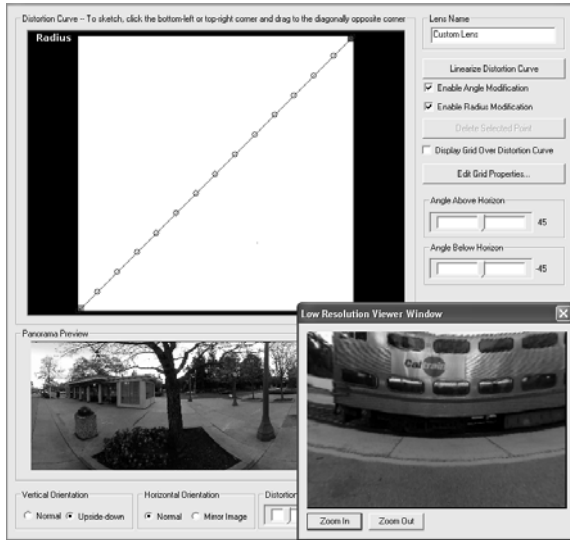 Distortion Curve -- To sketch, click the bottom-left or top-right corner and drag to the diagonally opposite corner
Radius
Lens Name
Custom Lens
Linearize Distortion Curve
Enable Angle Modification
Enable Radius Modification
Delete Selected Point
Display Grid Over Distortion Curve
Edit Grid Properties...
Angle Above Horizon
45
Angle Below Horizon
-45
Panorama Preview
Low Resolution Viewer Window
Caltrain
Vertical Orientation
Normal
Upside-down
Horizontal Orientation
Normal
Mirror Image
Distortion
Zoom In
Zoom Out